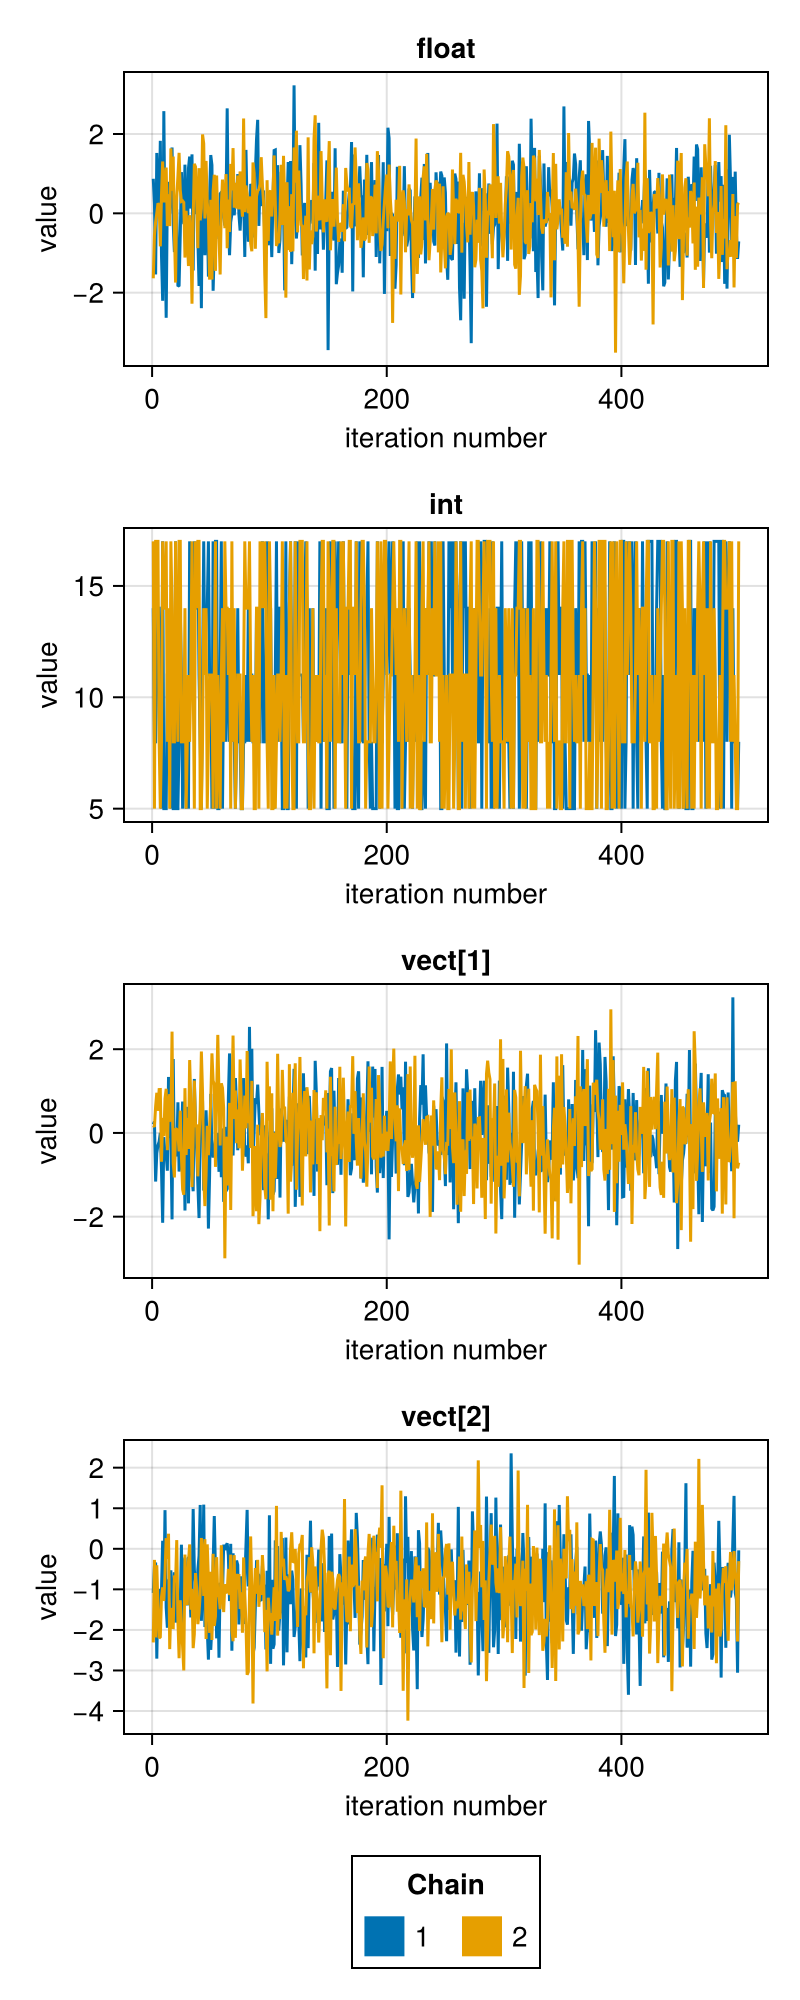 float
2
0
−2
value
0 200 400
iteration number
int
15
10
5
value
0 200 400
iteration number
vect[1]
2
0
−2
value
0 200 400
iteration number
vect[2]
2
1
0
−1
−2
−3
−4
value
0 200 400
iteration number
Chain
1 2